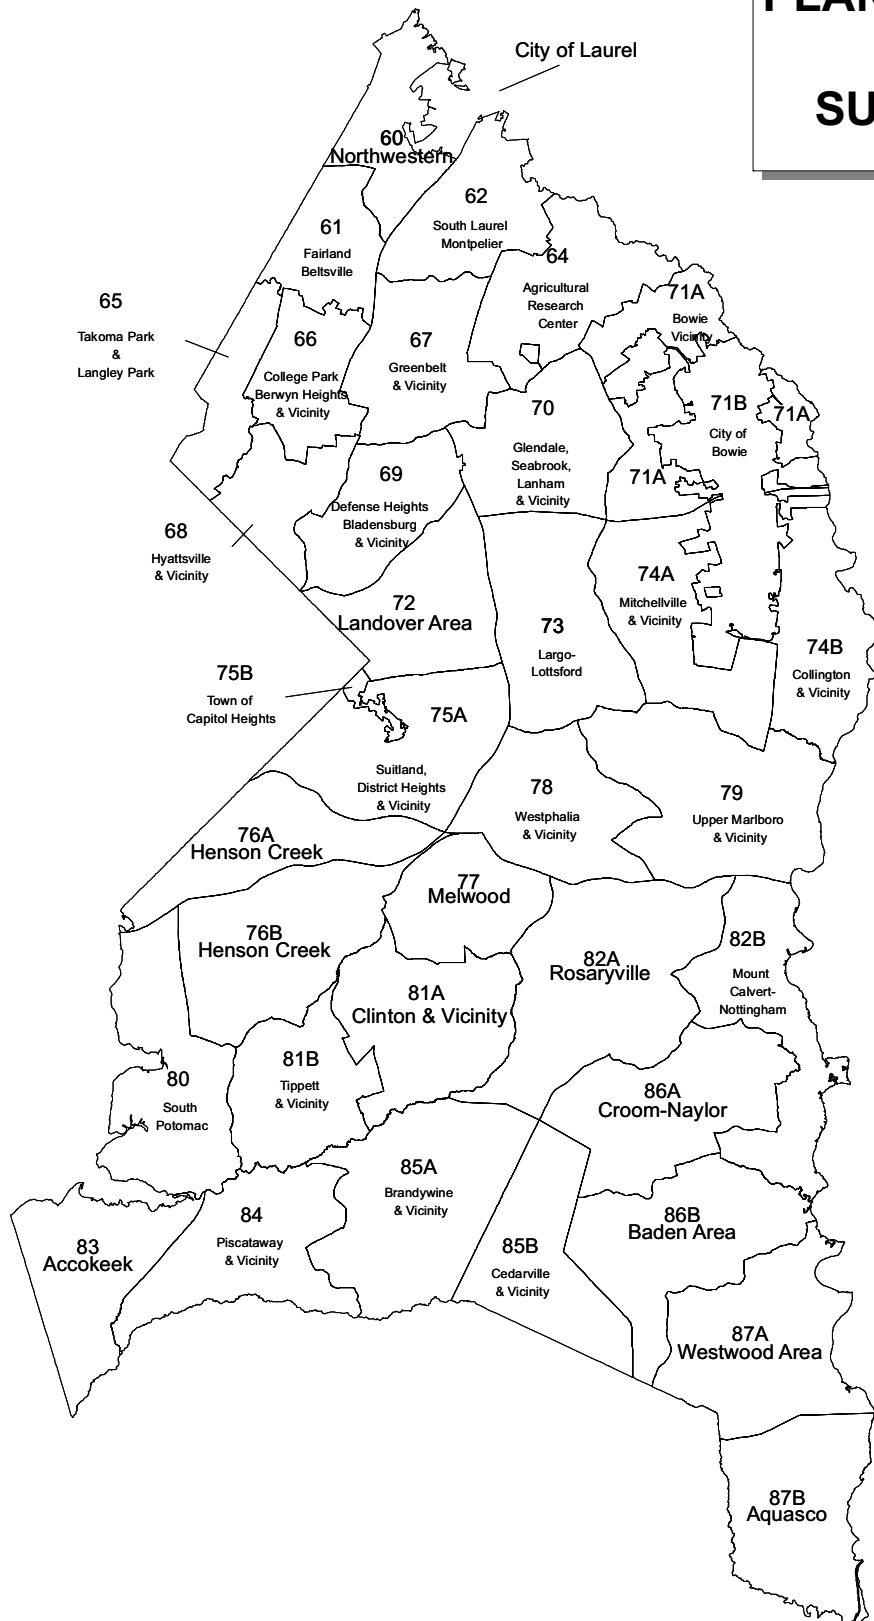 SU
City of Laurel
60
Northwestern
62
South Laurel
Montpelier
61
Fairland
Beltsville
64
Agricultural
Research
Center
65
Takoma Park
&
Langley Park
71A
Bowie
Vicinity
66
College Park
Berwyn Heights
& Vicinity
67
Greenbelt
& Vicinity
70
Glendale,
Seabrook,
Lanham
& Vicinity
71B
City of
Bowie
71A
71A
69
Defense Heights
Bladensburg
& Vicinity
68
Hyattsville
& Vicinity
72
Landover Area
73
Largo-
Lottsford
74A
Mitchellville
& Vicinity
74B
Collington
& Vicinity
75B
Town of
Capitol Heights
75A
Suitland,
District Heights
& Vicinity
78
Westphalia
& Vicinity
79
Upper Marlboro
& Vicinity
76A
Henson Creek
77
Melwood
76B
Henson Creek
82A
Rosaryville
82B
Mount
Calvert-
Nottingham
81A
Clinton & Vicinity
81B
Tippett
& Vicinity
80
South
Potomac
86A
Croom-Naylor
85A
Brandywine
& Vicinity
84
Piscataway
& Vicinity
83
Accokeek
85B
Cedarville
& Vicinity
86B
Baden Area
87A
Westwood Area
87B
Aquasco